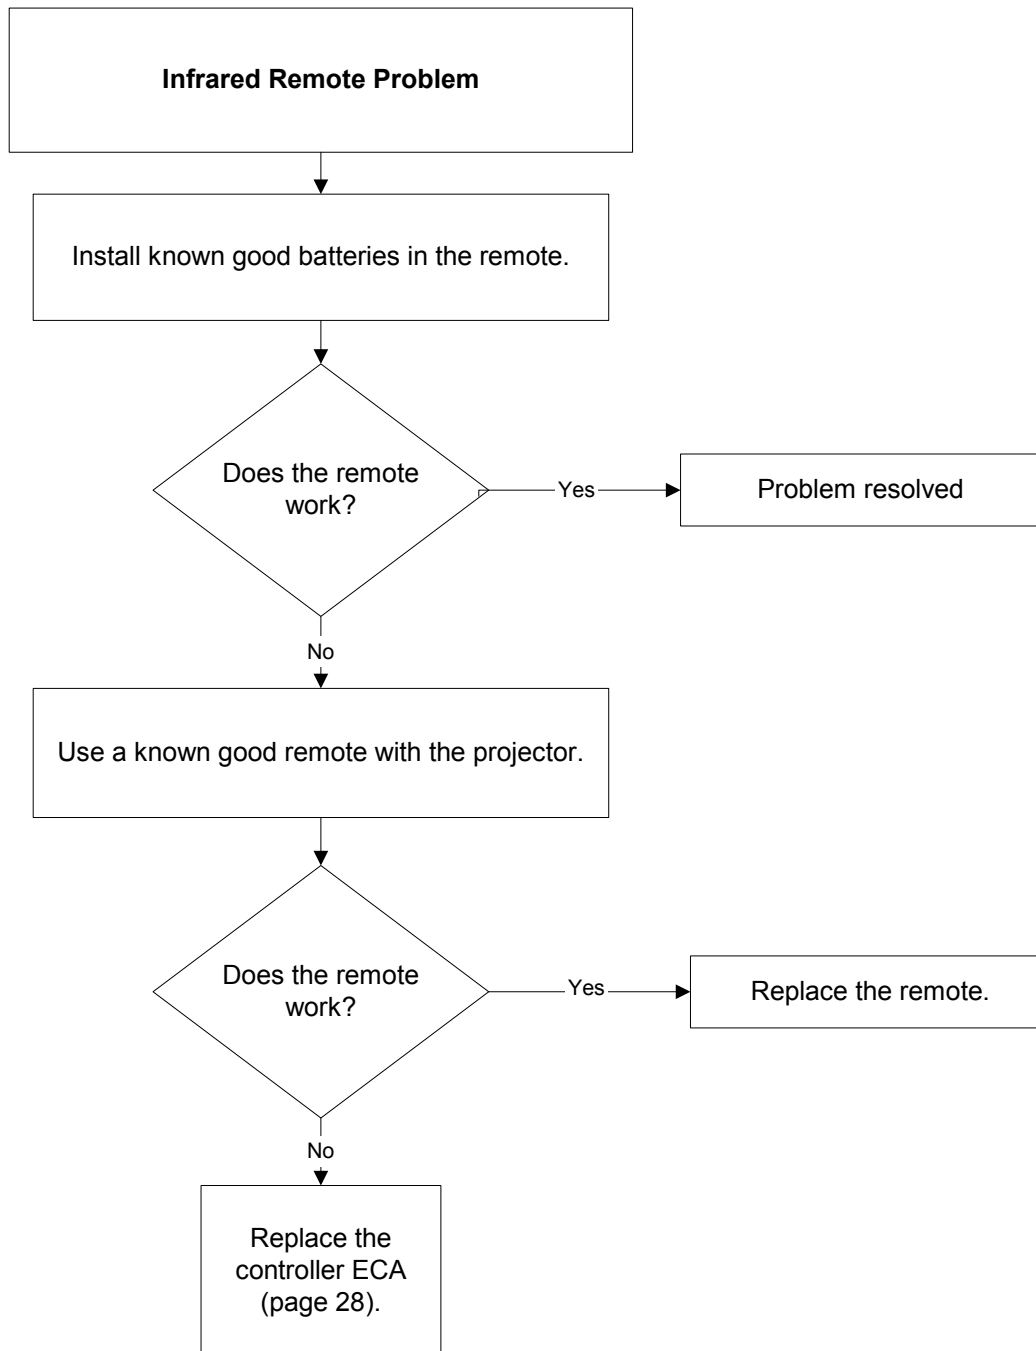 Infrared Remote Problem
Install known good batteries in the remote.
Does the remote
work?
Yes
Problem resolved
No
Use a known good remote with the projector.
Does the remote
work?
Yes
Replace the remote.
No
Replace the
controller ECA
(page 28).